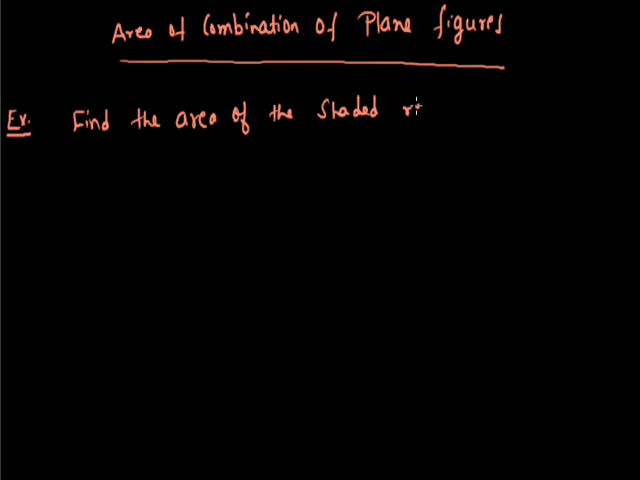 Area of Combination of Plane figures
Ex. Find the area of the Shaded